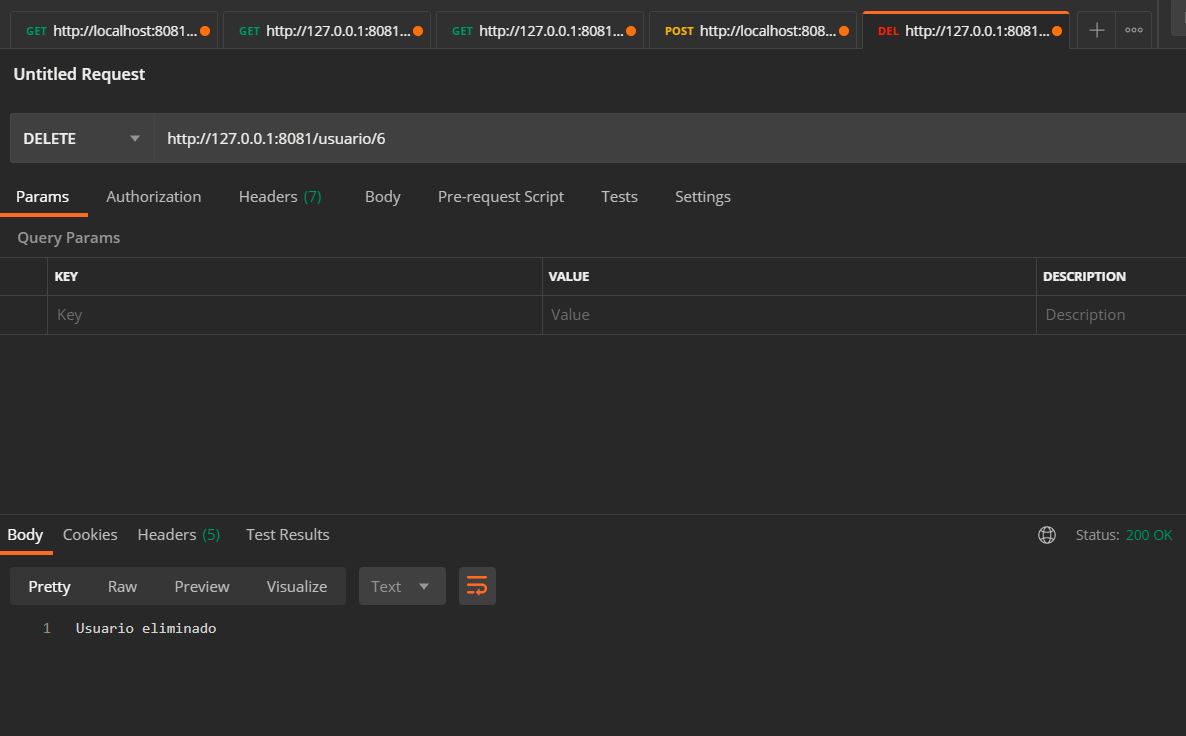 GET http://localhost:8081... GET http://127.0.0.1:8081... GET http://127.0.0.1:8081... POST http://localhost:808... DEL http://127.0.0.1:8081...
Untitled Request
DELETE http://127.0.0.1:8081/usuario/6
Params Authorization Headers (7) Body Pre-request Script Tests Settings
Query Params
KEY VALUE DESCRIPTION
Key Value Description
Body Cookies Headers (5) Test Results Status: 200 OK
Pretty Raw Preview Visualize Text
1 Usuario eliminado